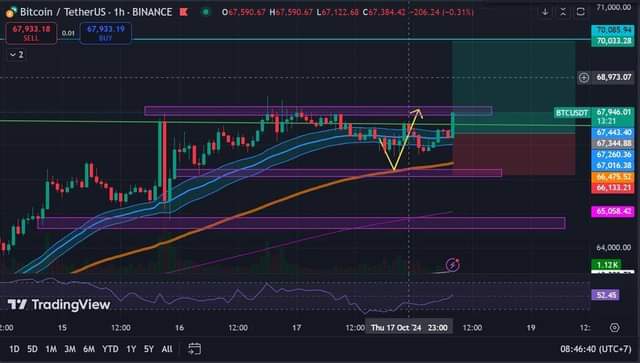 Bitcoin / TetherUS · 1h · BINANCE O67,590.67 H67,590.67 L67,122.68 C67,384.42 -206.24 (-0.31%)
67,933.18 SELL 0.01 67,933.19 BUY
2
71,000.00
70,085.94
70,033.28
68,973.07
BTCUSDT 67,946.01
13:21
67,443.40
67,344.88
67,260.36
67,016.38
66,475.52
66,133.21
65,058.42
64,000.00
1.12K
52.45
TradingView
2:00 15 12:00 16 12:00 17 12:00 Thu 17 Oct '24 23:00 12:00 19 12:0
1D 5D 1M 3M 6M YTD 1Y 5Y All 08:46:40 (UTC+7)